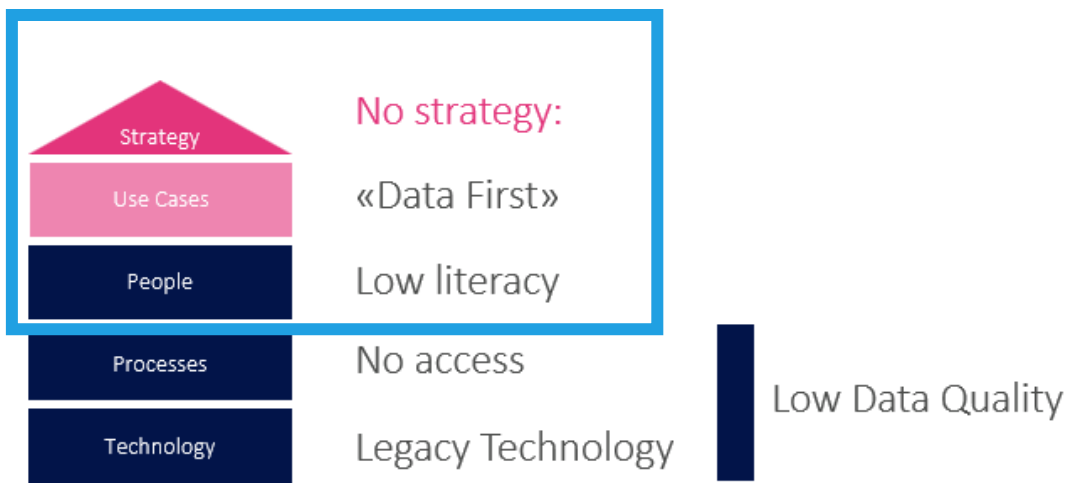 Strategy
No strategy:
Use Cases
«Data First»
People
Low literacy
Processes
No access
Technology
Legacy Technology
Low Data Quality